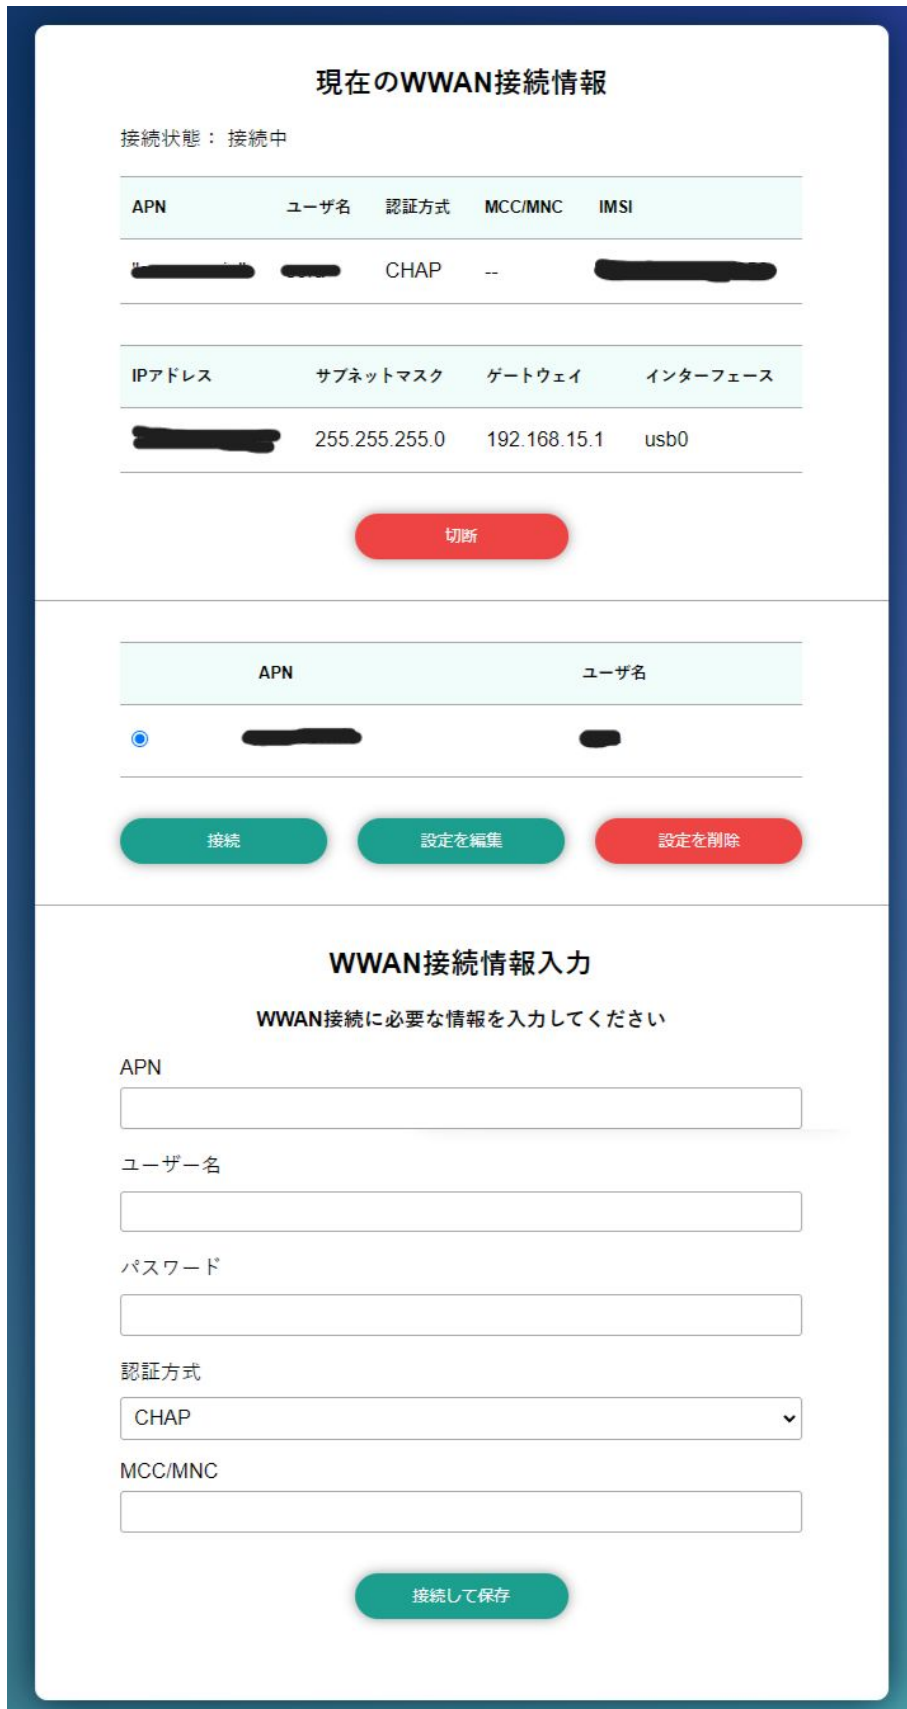 現在のWWAN接続情報
接続状態： 接続中
APN ユーザ名 認証方式 MCC/MNC IMSI
CHAP --
IPアドレス サブネットマスク ゲートウェイ インターフェース
255.255.255.0 192.168.15.1 usb0
切断
APN ユーザ名
接続 設定を編集 設定を削除
WWAN接続情報入力
WWAN接続に必要な情報を入力してください
APN
ユーザー名
パスワード
認証方式
CHAP
MCC/MNC
接続して保存